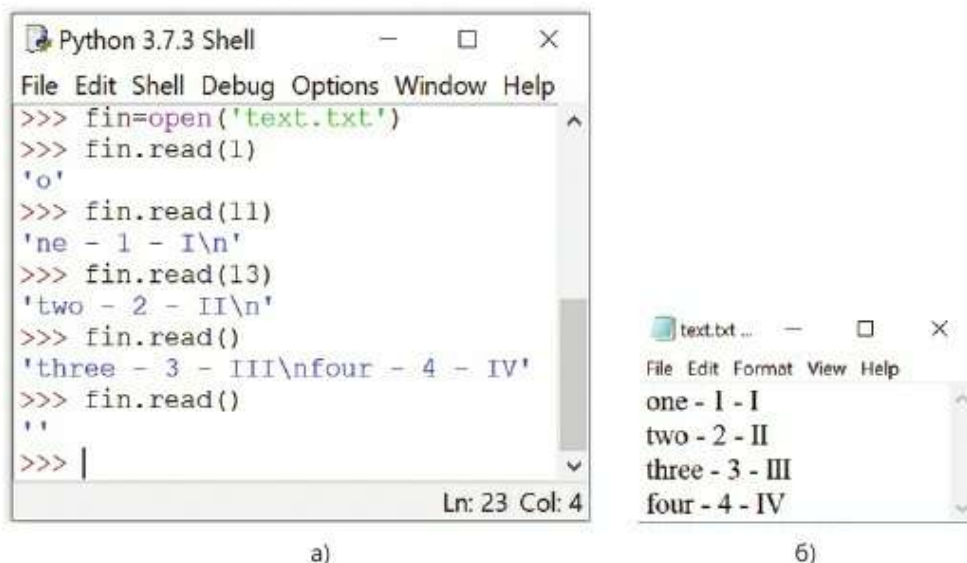 Python 3.7.3 Shell
File Edit Shell Debug Options Window Help
>>> fin=open('text.txt')
>>> fin.read(1)
'o'
>>> fin.read(11)
'ne - 1 - I\n'
>>> fin.read(13)
'two - 2 - II\n'
>>> fin.read()
'three - 3 - III\nfour - 4 - IV'
>>> fin.read()
''
>>>
Ln: 23 Col: 4
а)
text.txt ...
File Edit Format View Help
one - 1 - I
two - 2 - II
three - 3 - III
four - 4 - IV
б)